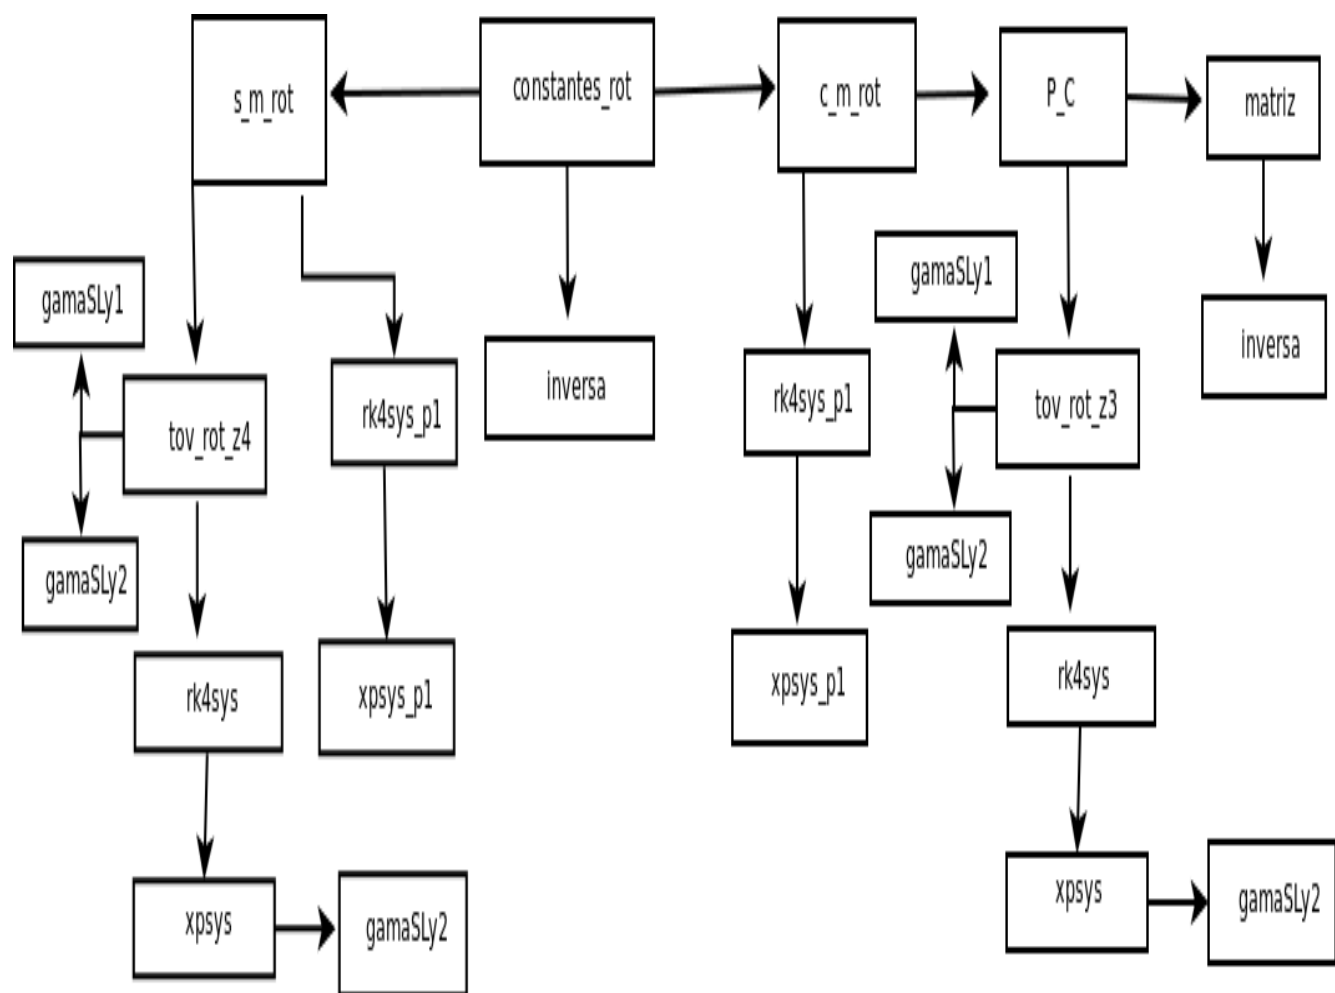 s_m_rot
constantes_rot
c_m_rot
P_C
matriz
gamaSLy1
gamaSLy1
tov_rot_z4
rk4sys_p1
inversa
rk4sys_p1
tov_rot_z3
inversa
gamaSLy2
gamaSLy2
rk4sys
xpsys_p1
xpsys_p1
rk4sys
xpsys
gamaSLy2
xpsys
gamaSLy2